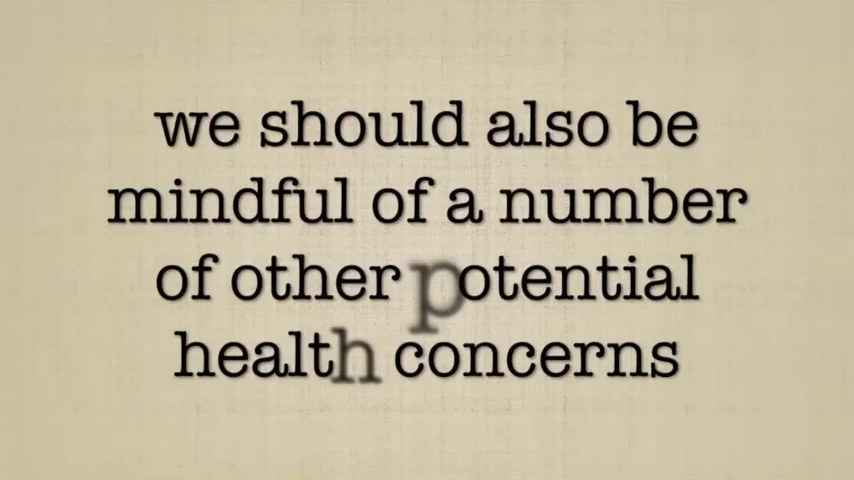 we should also be
mindful of a number
of other potential
health concerns